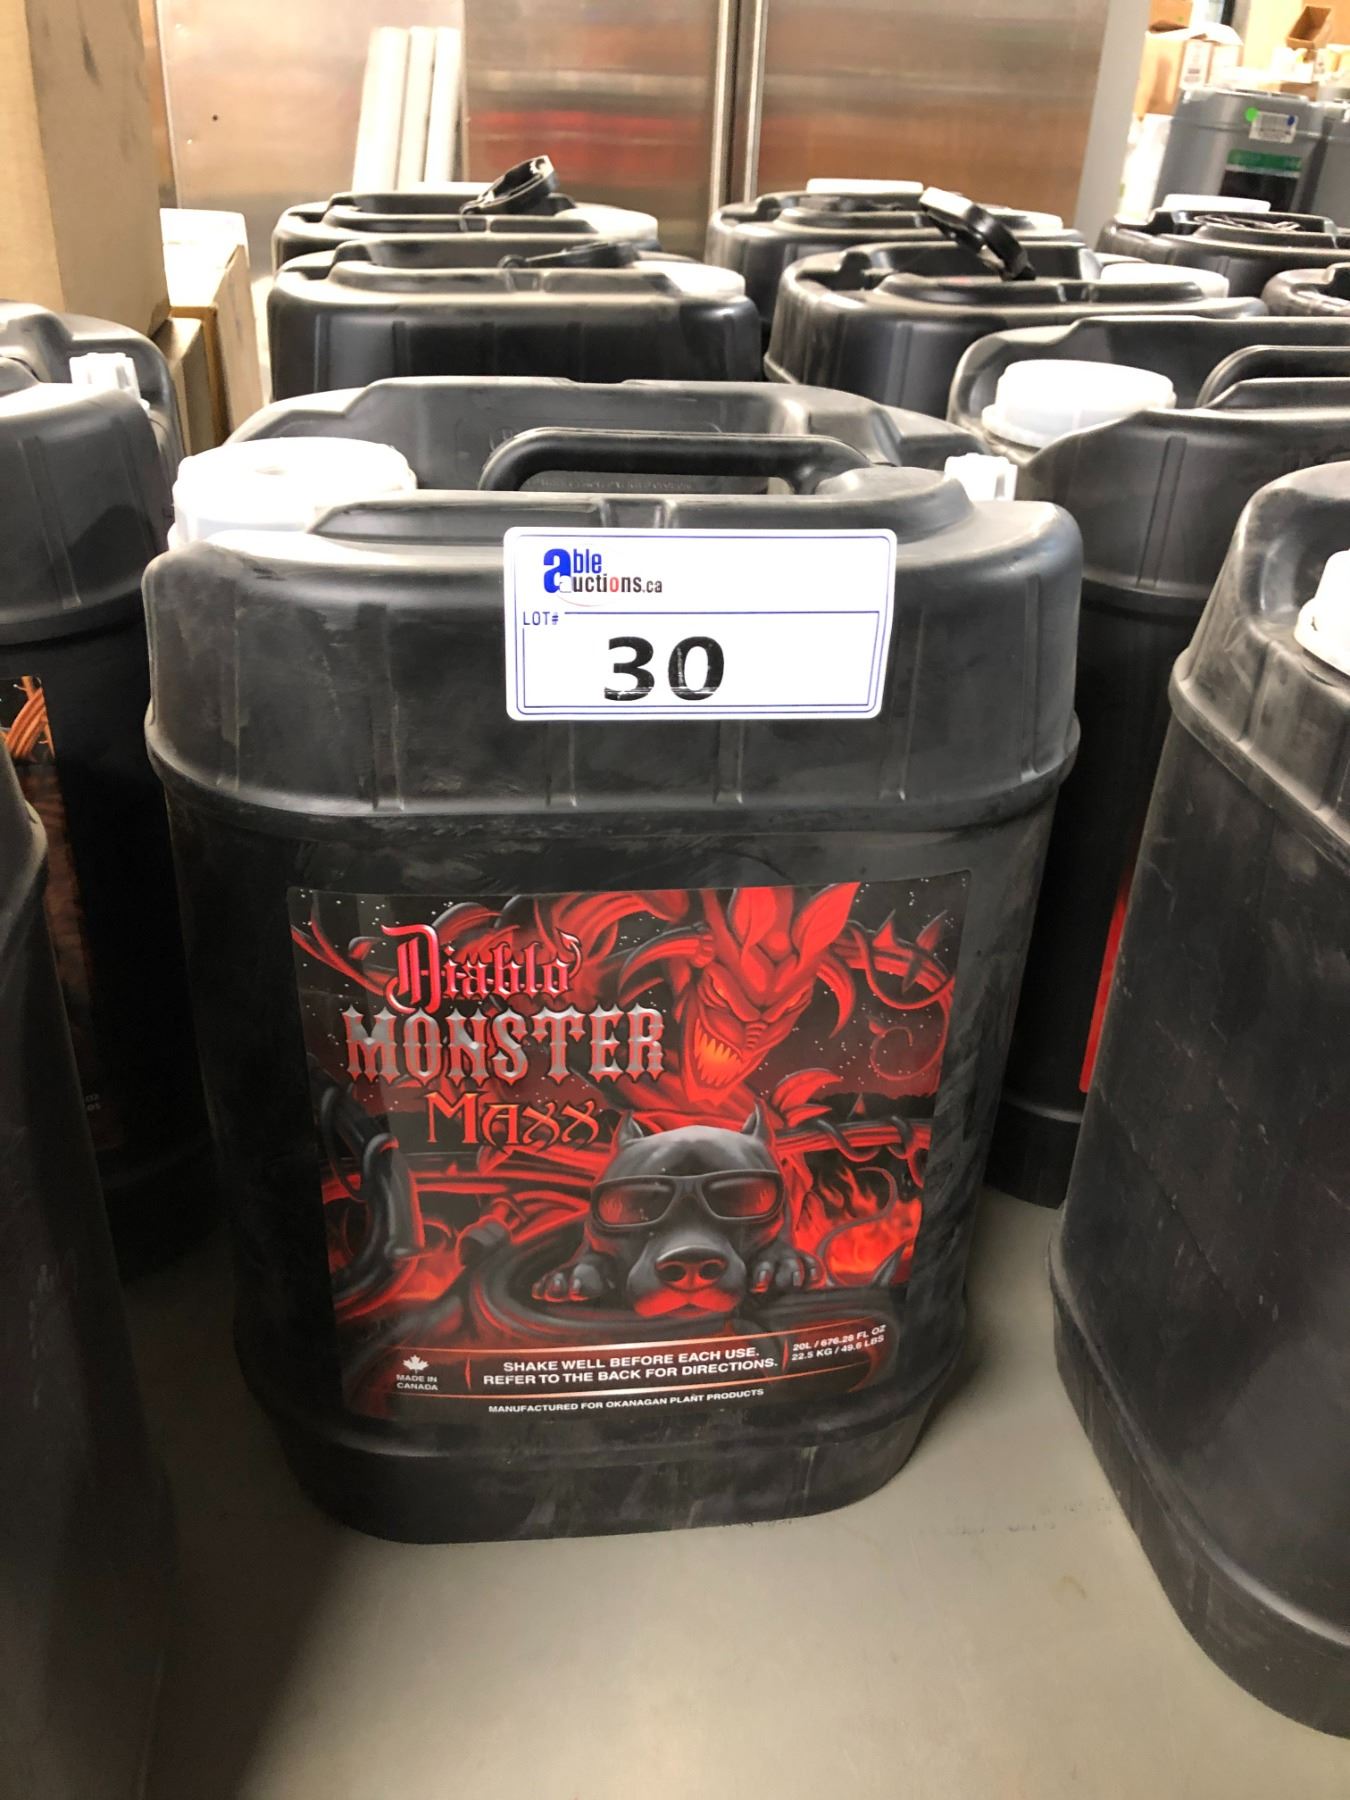 able
auctions.ca
LOT#
30
Diablo
MONSTER
MAXX
MADE IN
CANADA
SHAKE WELL BEFORE EACH USE.
REFER TO THE BACK FOR DIRECTIONS.
20L / 676.28 FL OZ
22.5 KG / 49.6 LBS
MANUFACTURED FOR OKANAGAN PLANT PRODUCTS